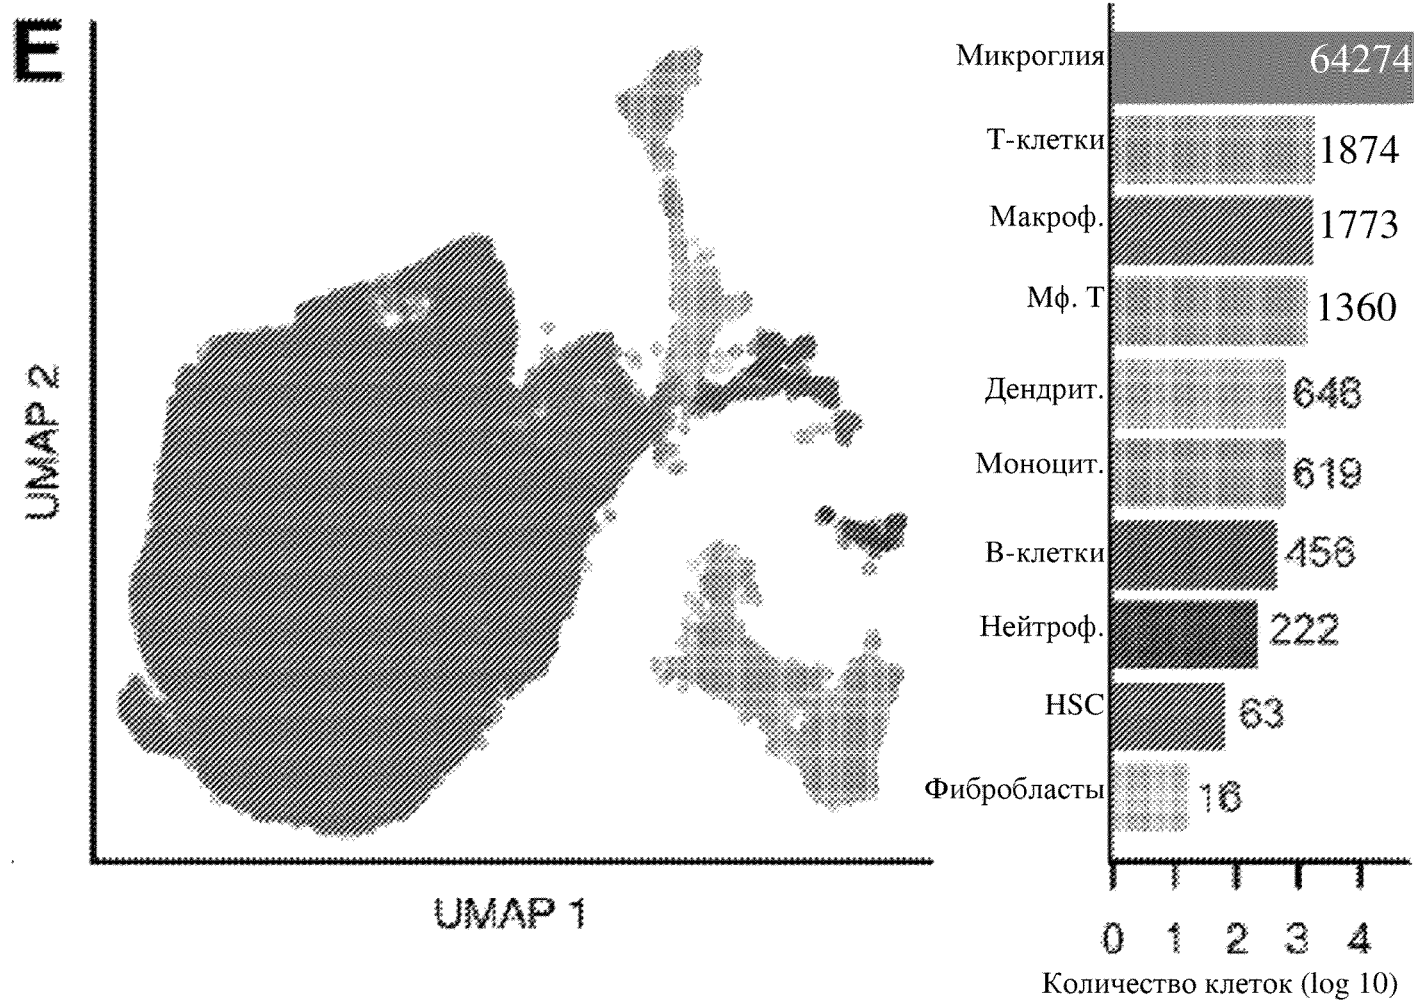 E
UMAP 2
UMAP 1
Микроглия 64274
Т-клетки 1874
Макроф. 1773
Мф. Т 1360
Дендрит. 646
Моноцит. 619
В-клетки 456
Нейтроф. 222
HSC 63
Фибробласты 16
0 1 2 3 4
Количество клеток (log 10)